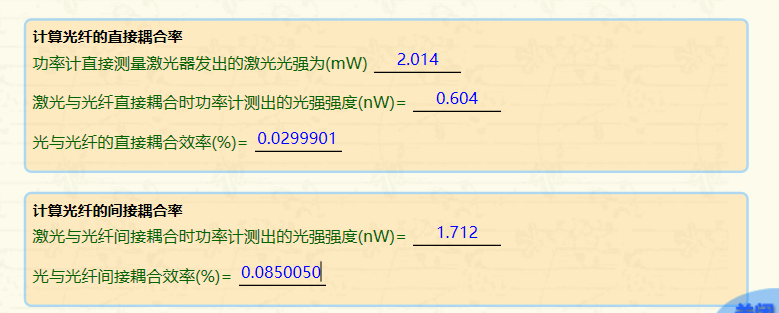 计算光纤的直接耦合率
功率计直接测量激光器发出的激光光强为(mW) 2.014
激光与光纤直接耦合时功率计测出的光强强度(nW)= 0.604
光与光纤的直接耦合效率(%)= 0.0299901
计算光纤的间接耦合率
激光与光纤间接耦合时功率计测出的光强强度(nW)= 1.712
光与光纤间接耦合效率(%)= 0.0850050